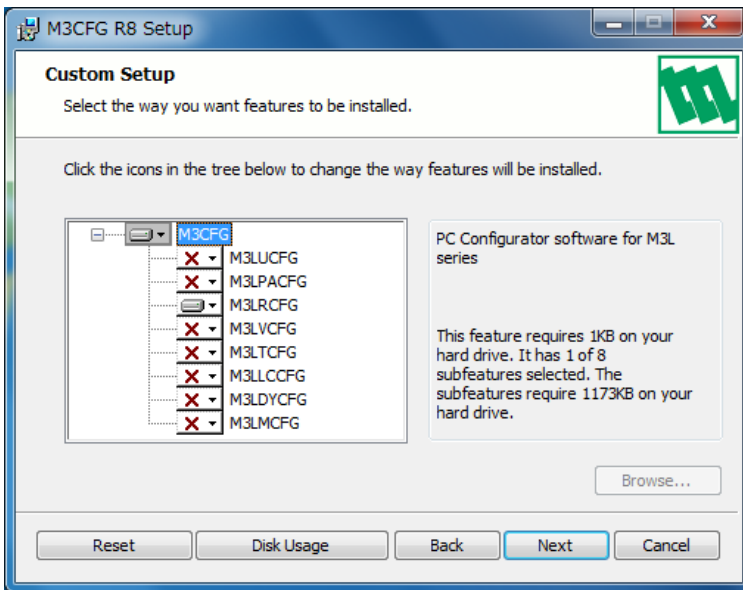 M3CFG R8 Setup
Custom Setup
Select the way you want features to be installed.
Click the icons in the tree below to change the way features will be installed.
M3CFG
M3LUCFG
M3LPACFG
M3LRCFG
M3LVCFG
M3LTCFG
M3LLCCFG
M3LDYCFG
M3LMCFG
PC Configurator software for M3L
series
This feature requires 1KB on your
hard drive. It has 1 of 8
subfeatures selected. The
subfeatures require 1173KB on your
hard drive.
Browse...
Reset Disk Usage Back Next Cancel